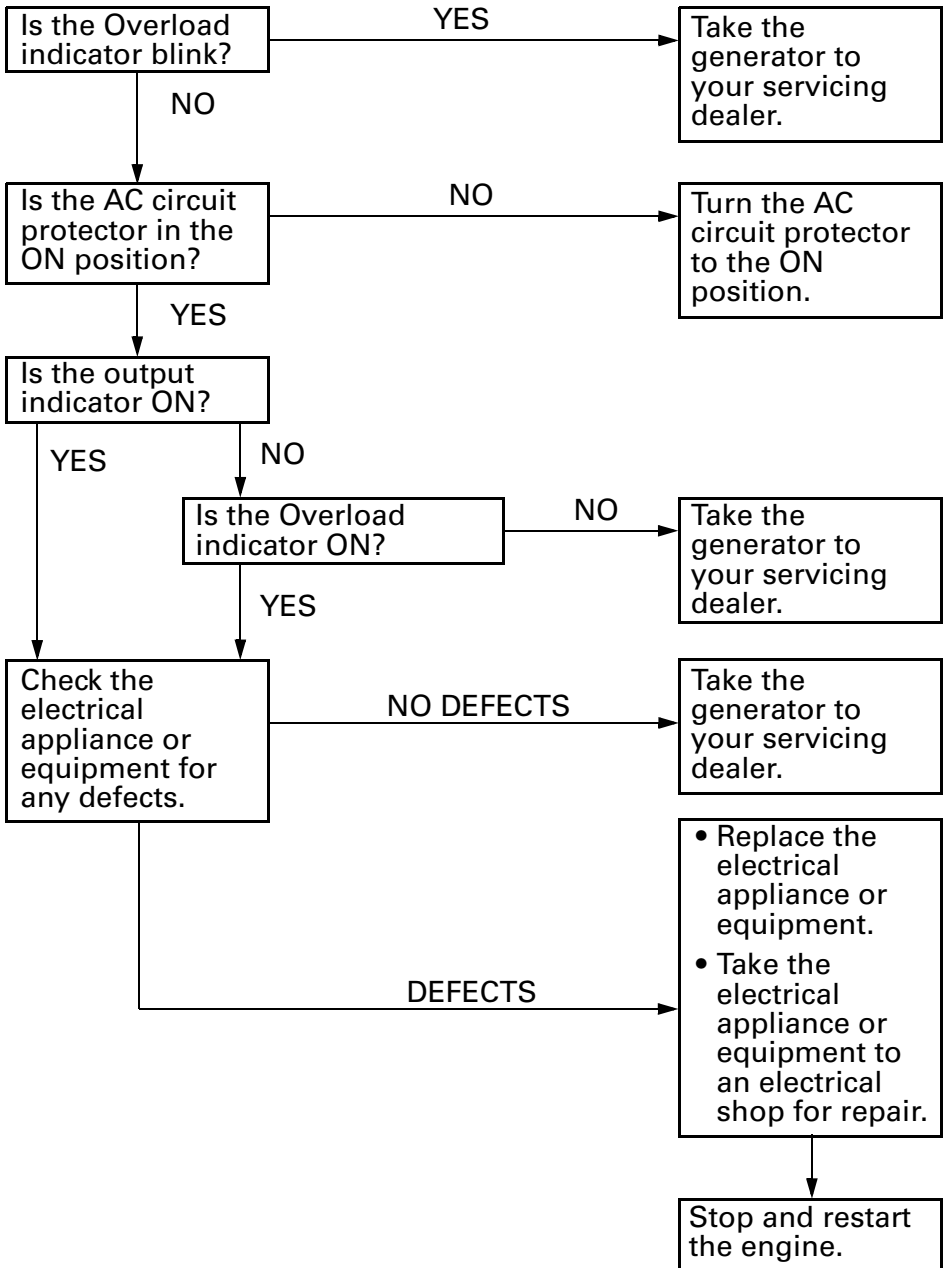 Is the Overload
indicator blink?
YES
Take the
generator to
your servicing
dealer.
NO
Is the AC circuit
protector in the
ON position?
NO
Turn the AC
circuit protector
to the ON
position.
YES
Is the output
indicator ON?
YES
NO
Is the Overload
indicator ON?
NO
Take the
generator to
your servicing
dealer.
YES
Check the
electrical
appliance or
equipment for
any defects.
NO DEFECTS
Take the
generator to
your servicing
dealer.
DEFECTS
• Replace the
electrical
appliance or
equipment.
• Take the
electrical
appliance or
equipment to
an electrical
shop for repair.
Stop and restart
the engine.